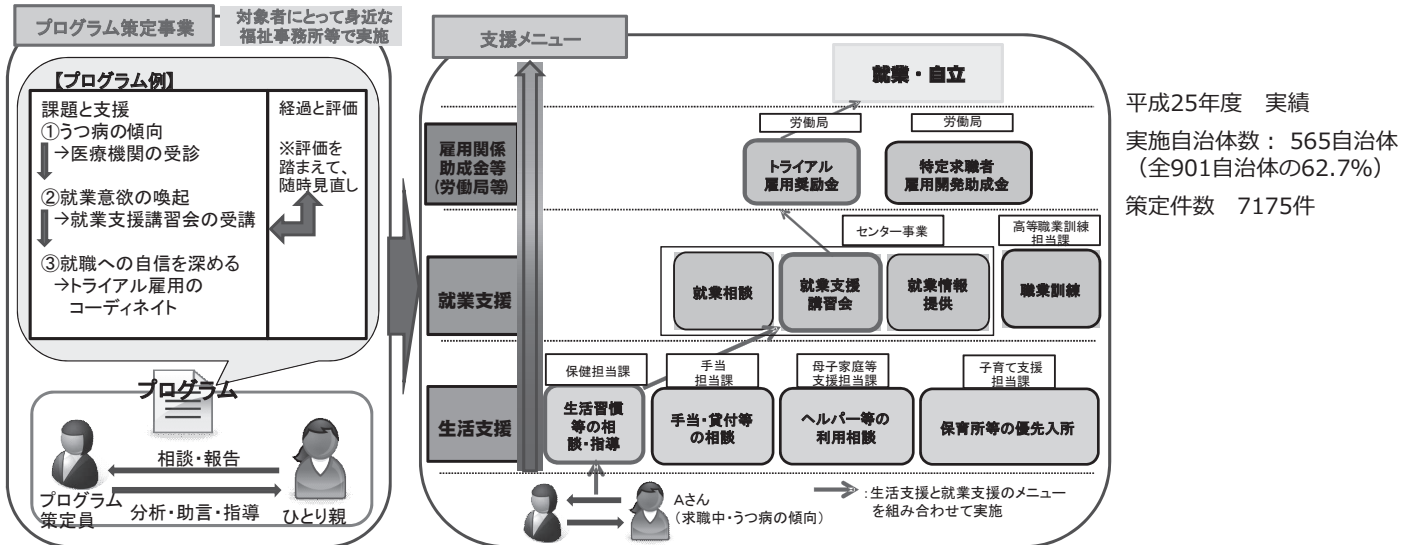 プログラム策定事業
対象者にとって身近な
福祉事務所等で実施
【プログラム例】
課題と支援
①うつ病の傾向
→医療機関の受診
②就業意欲の喚起
→就業支援講習会の受講
③就職への自信を深める
→トライアル雇用の
コーディネイト
経過と評価
※評価を
踏まえて、
随時見直し
プログラム
相談・報告
分析・助言・指導
プログラム
策定員
ひとり親
支援メニュー
就業・自立
雇用関係
助成金等
(労働局等)
労働局
トライアル
雇用奨励金
労働局
特定求職者
雇用開発助成金
就業支援
センター事業
就業相談
就業支援
講習会
就業情報
提供
高等職業訓練
担当課
職業訓練
生活支援
保健担当課
生活習慣
等の相
談・指導
手当
担当課
手当・貸付等
の相談
母子家庭等
支援担当課
ヘルパー等の
利用相談
子育て支援
担当課
保育所等の優先入所
Aさん
(求職中・うつ病の傾向)
:生活支援と就業支援のメニュー
を組み合わせて実施
平成25年度 実績
実施自治体数： 565自治体
（全901自治体の62.7%）
策定件数 7175件